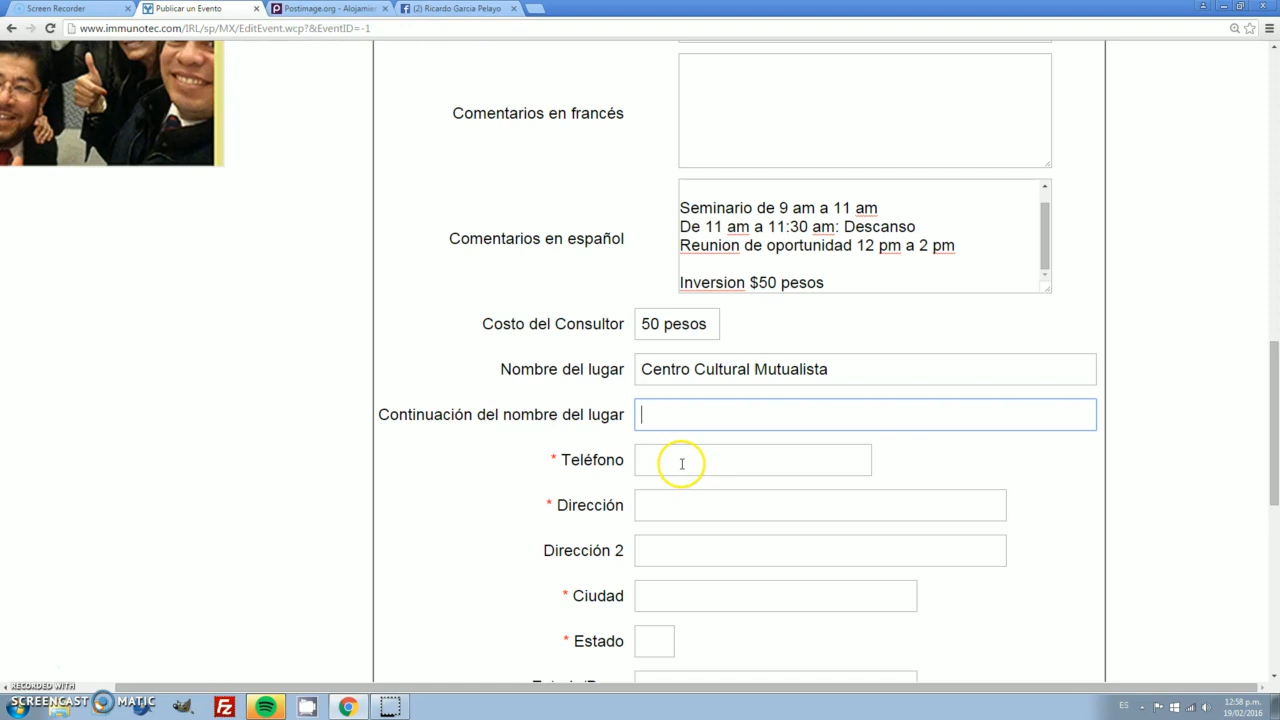 Screen Recorder
Publicar un Evento
Postimage.org - Alojamier
(2) Ricardo Garcia Pelayo
www.immunotec.com/IRL/sp/MX/EditEvent.wcp?&EventID=-1
Comentarios en francés
Comentarios en español
Seminario de 9 am a 11 am
De 11 am a 11:30 am: Descanso
Reunion de oportunidad 12 pm a 2 pm
Inversion $50 pesos
Costo del Consultor
50 pesos
Nombre del lugar
Centro Cultural Mutualista
Continuación del nombre del lugar
* Teléfono
* Dirección
Dirección 2
* Ciudad
* Estado
RECORDED WITH
SCREENCAST MATIC
ES
12:58 p.m.
19/02/2016